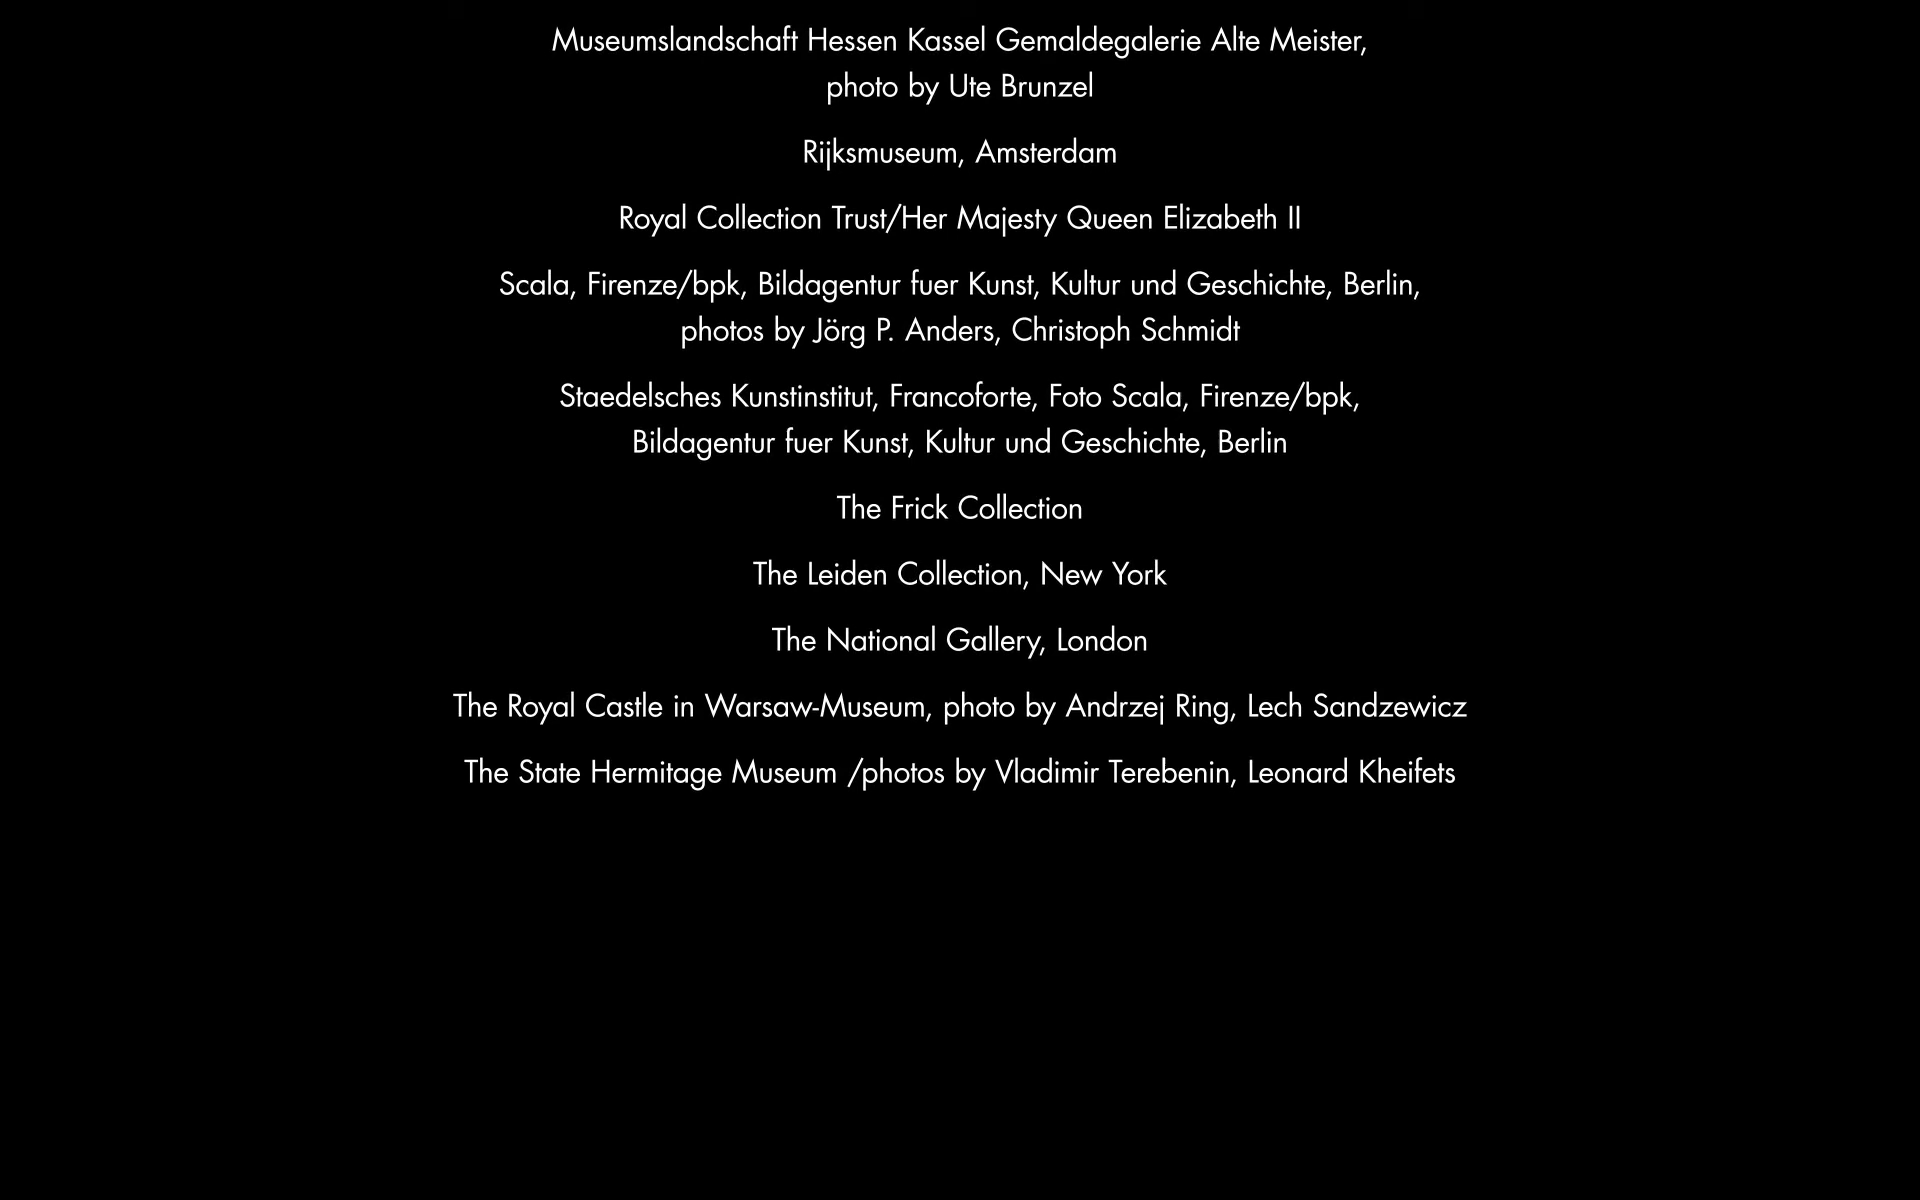 Museumslandschaft Hessen Kassel Gemaldegalerie Alte Meister,
photo by Ute Brunzel
Rijksmuseum, Amsterdam
Royal Collection Trust/Her Majesty Queen Elizabeth II
Scala, Firenze/bpk, Bildagentur fuer Kunst, Kultur und Geschichte, Berlin,
photos by Jörg P. Anders, Christoph Schmidt
Staedelsches Kunstinstitut, Francoforte, Foto Scala, Firenze/bpk,
Bildagentur fuer Kunst, Kultur und Geschichte, Berlin
The Frick Collection
The Leiden Collection, New York
The National Gallery, London
The Royal Castle in Warsaw-Museum, photo by Andrzej Ring, Lech Sandzewicz
The State Hermitage Museum /photos by Vladimir Terebenin, Leonard Kheifets